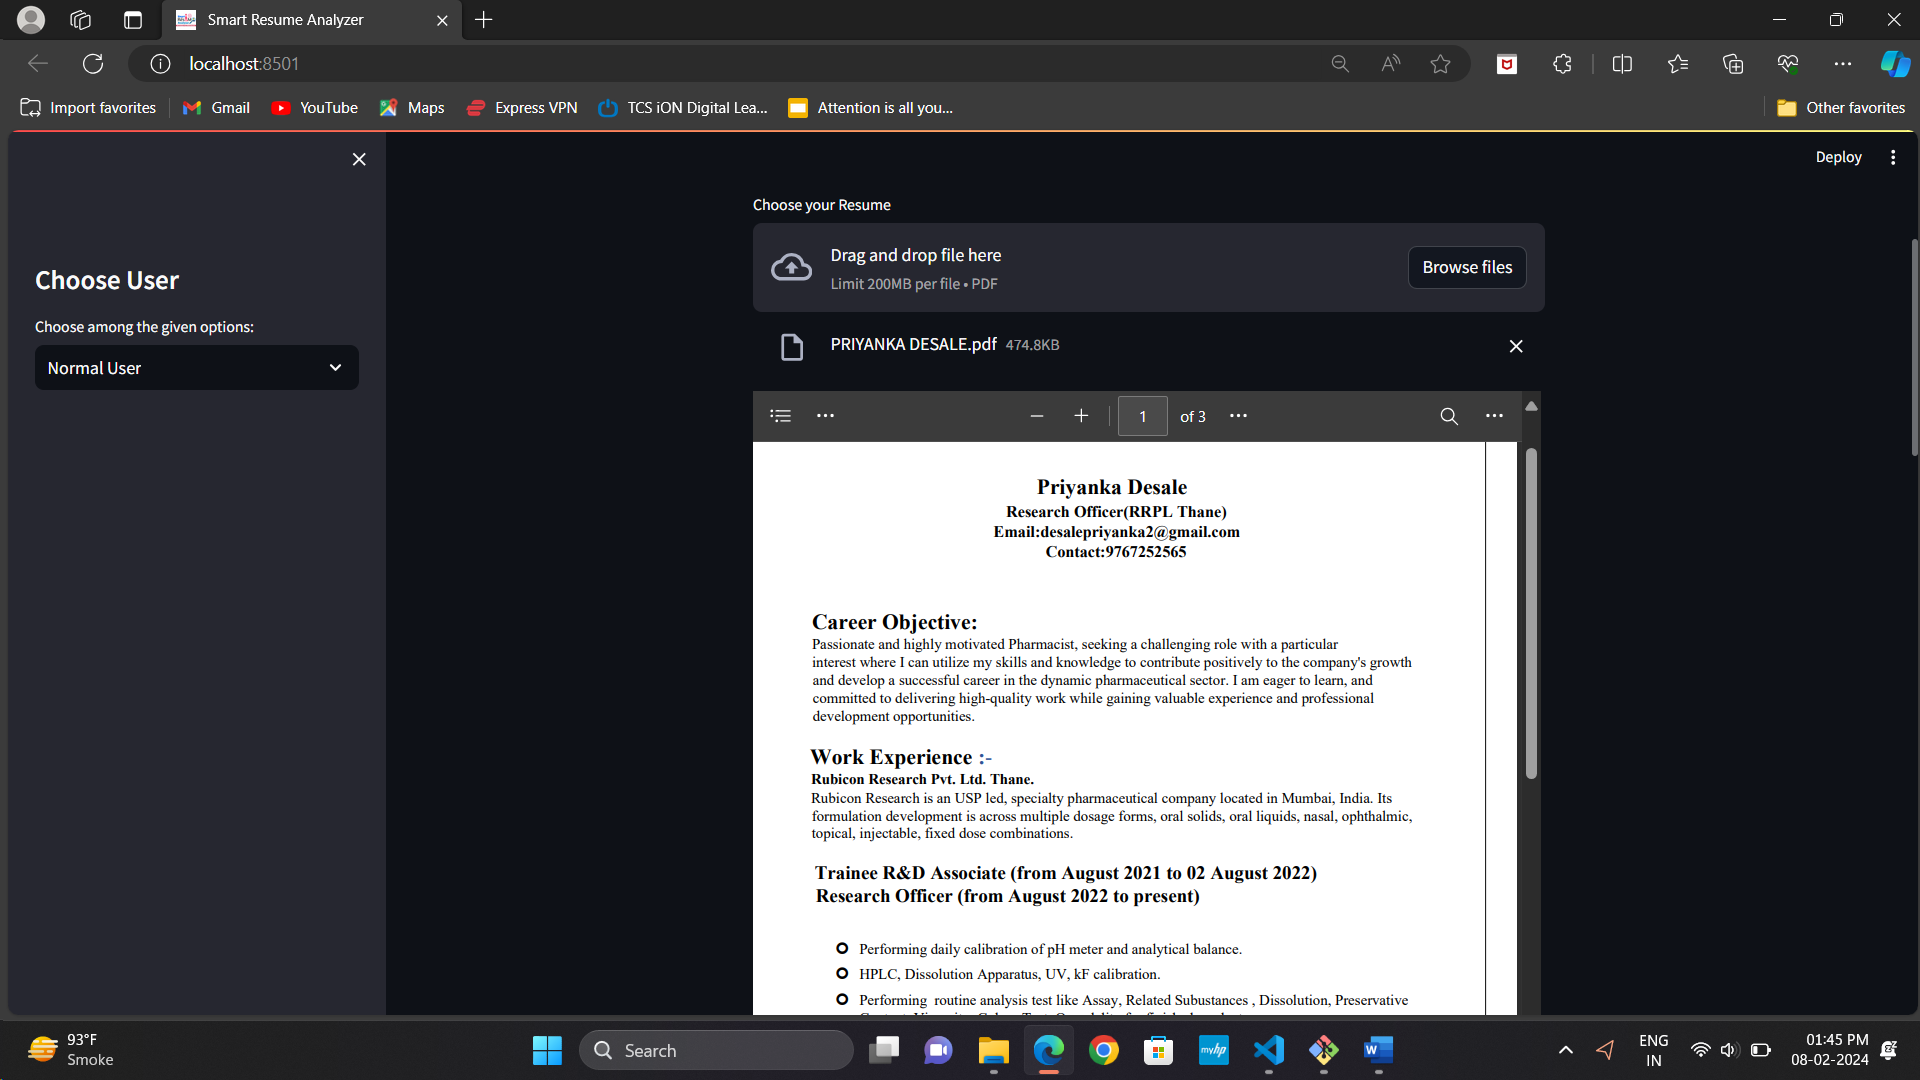 Smart Resume Analyzer
localhost:8501
Import favorites
Gmail
YouTube
Maps
Express VPN
TCS iON Digital Lea...
Attention is all you...
Other favorites
Deploy
Choose User
Choose among the given options:
Normal User
Choose your Resume
Drag and drop file here
Limit 200MB per file • PDF
Browse files
PRIYANKA DESALE.pdf 474.8KB
1 of 3
Priyanka Desale
Research Officer(RRPL Thane)
Email:desalepriyanka2@gmail.com
Contact:9767252565
Career Objective:
Passionate and highly motivated Pharmacist, seeking a challenging role with a particular
interest where I can utilize my skills and knowledge to contribute positively to the company's growth
and develop a successful career in the dynamic pharmaceutical sector. I am eager to learn, and
committed to delivering high-quality work while gaining valuable experience and professional
development opportunities.
Work Experience :-
Rubicon Research Pvt. Ltd. Thane.
Rubicon Research is an USP led, specialty pharmaceutical company located in Mumbai, India. Its
formulation development is across multiple dosage forms, oral solids, oral liquids, nasal, ophthalmic,
topical, injectable, fixed dose combinations.
Trainee R&D Associate (from August 2021 to 02 August 2022)
Research Officer (from August 2022 to present)
Performing daily calibration of pH meter and analytical balance.
HPLC, Dissolution Apparatus, UV, kF calibration.
Performing routine analysis test like Assay, Related Subustances , Dissolution, Preservative
93°F
Smoke
Search
myhp
ENG
IN
01:45 PM
08-02-2024